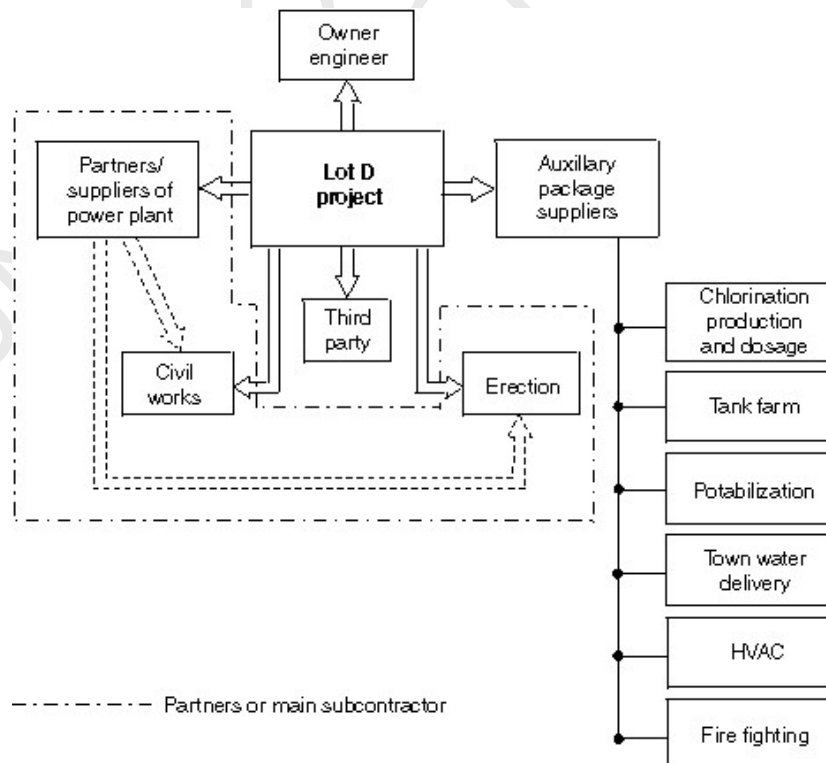 Owner
engineer
Partners/
suppliers of
power plant
Lot D
project
Auxillary
package
suppliers
Third
party
Civil
works
Erection
Chlorination
production
and dosage
Tank farm
Potabilization
Town water
delivery
HVAC
Fire fighting
Partners or main subcontractor